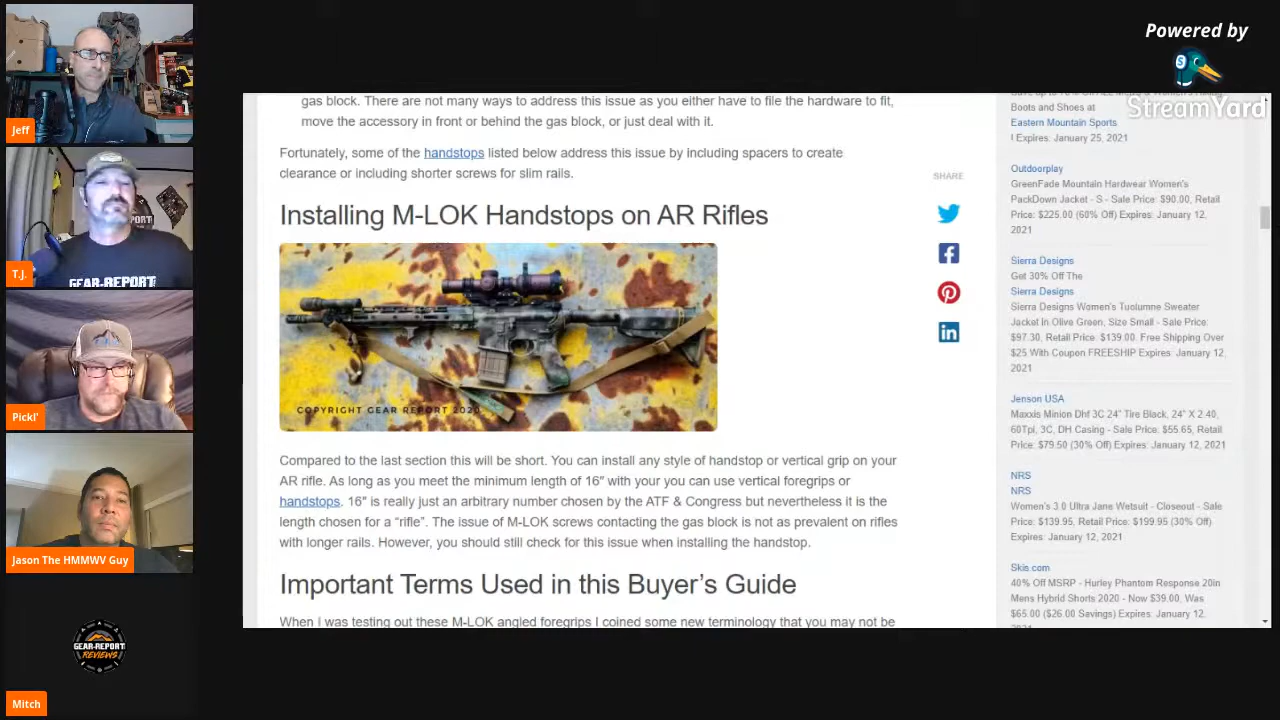 Powered by
StreamYard
Jeff
T.J.
GEAR-REPORT
Pickl'
Jason The HMMWV Guy
GEAR-REPORT
REVIEWS
Mitch
gas block. There are not many ways to address this issue as you either have to file the hardware to fit,
move the accessory in front or behind the gas block, or just deal with it.
Fortunately, some of the handstops listed below address this issue by including spacers to create
clearance or including shorter screws for slim rails.
Installing M-LOK Handstops on AR Rifles
COPYRIGHT GEAR REPORT 2020
Compared to the last section this will be short. You can install any style of handstop or vertical grip on your
AR rifle. As long as you meet the minimum length of 16″ with your you can use vertical foregrips or
handstops. 16″ is really just an arbitrary number chosen by the ATF & Congress but nevertheless it is the
length chosen for a “rifle”. The issue of M-LOK screws contacting the gas block is not as prevalent on rifles
with longer rails. However, you should still check for this issue when installing the handstop.
Important Terms Used in this Buyer’s Guide
When I was testing out these M-LOK angled foregrips I coined some new terminology that you may not be
SHARE
Boots and Shoes at
Eastern Mountain Sports
! Expires: January 25, 2021
Outdoorplay
GreenFade Mountain Hardwear Women's
PackDown Jacket - S - Sale Price: $90.00, Retail
Price: $225.00 (60% Off) Expires: January 12,
2021
Sierra Designs
Get 30% Off The
Sierra Designs
Sierra Designs Women's Tuolumne Sweater
Jacket In Olive Green, Size Small - Sale Price:
$97.30, Retail Price: $139.00. Free Shipping Over
$25 With Coupon FREESHIP Expires: January 12,
2021
Jenson USA
Maxxis Minion Dhf 3C 24" Tire Black, 24" X 2.40,
60Tpi, 3C, DH Casing - Sale Price: $55.65, Retail
Price: $79.50 (30% Off) Expires: January 12, 2021
NRS
NRS
Women's 3.0 Ultra Jane Wetsuit - Closeout - Sale
Price: $139.95, Retail Price: $199.95 (30% Off)
Expires: January 12, 2021
Skis.com
40% Off MSRP - Hurley Phantom Response 20in
Mens Hybrid Shorts 2020 - Now $39.00, Was
$65.00 ($26.00 Savings) Expires: January 12,